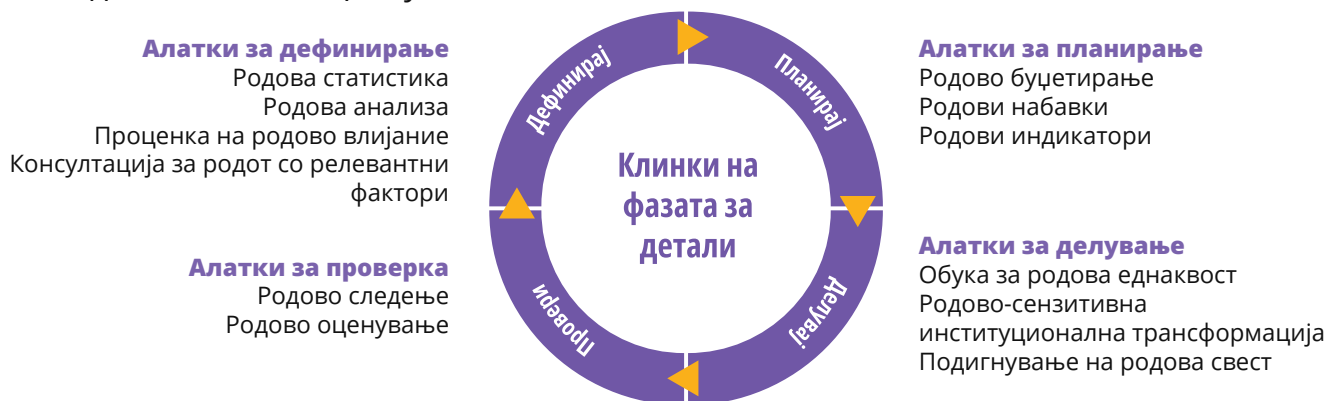 Алатки за дефинирање
Родова статистика
Родова анализа
Проценка на родово влијание
Консултација за родот со релевантни
фактори
Алатки за проверка
Родово следење
Родово оценување
Дефинирај
Планирај
Делувај
Провери
Клинки на
фазата за
детали
Алатки за планирање
Родово буџетирање
Родови набавки
Родови индикатори
Алатки за делување
Обука за родова еднаквост
Родово-сензитивна
институционална трансформација
Подигнување на родова свест